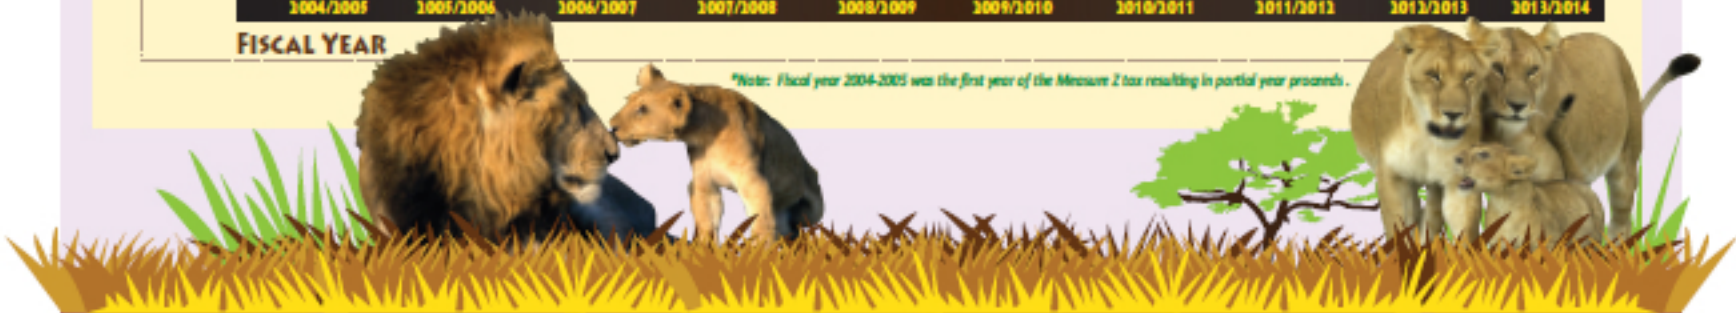 2004/2005 2005/2006 2006/2007 2007/2008 2008/2009 2009/2010 2010/2011 2011/2012 2012/2013 2013/2014
FISCAL YEAR
*Note: Fiscal year 2004-2005 was the first year of the Measure Z tax resulting in partial year proceeds.